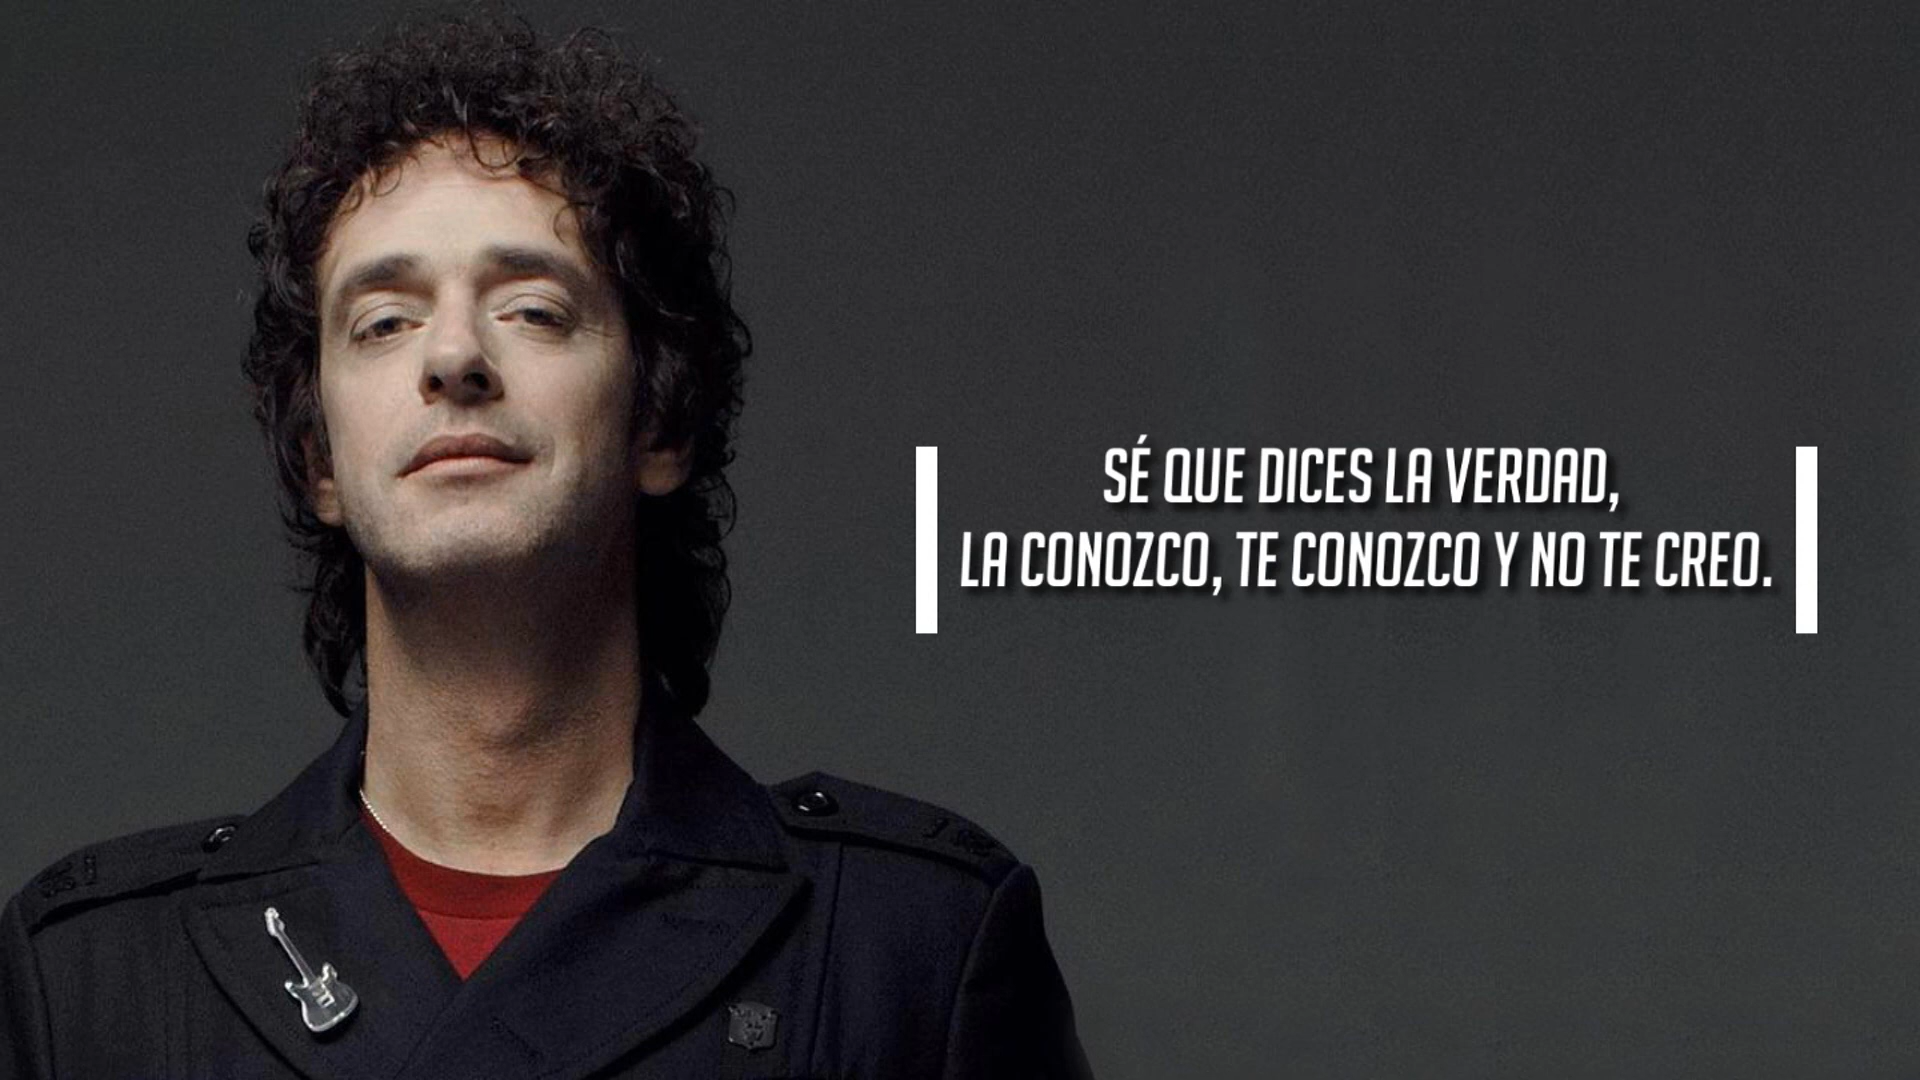 SÉ QUE DICES LA VERDAD,
LA CONOZCO, TE CONOZCO Y NO TE CREO.